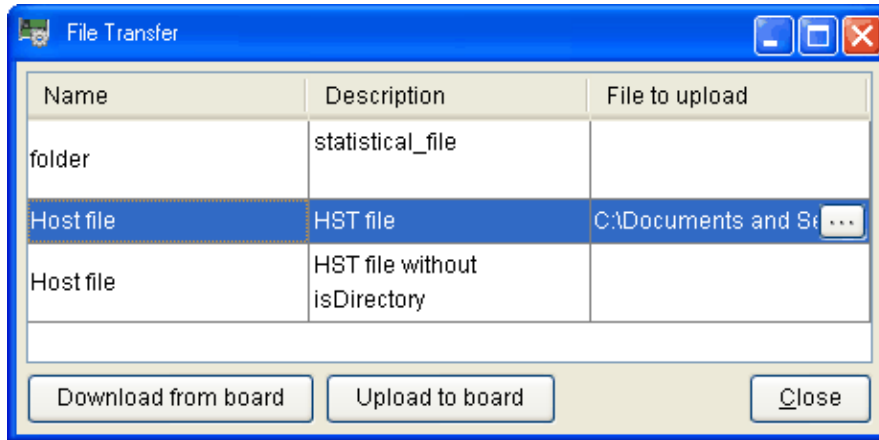 File Transfer
Name Description File to upload
folder statistical_file
Host file HST file C:\Documents and Se ...
Host file HST file without
isDirectory
Download from board Upload to board Close